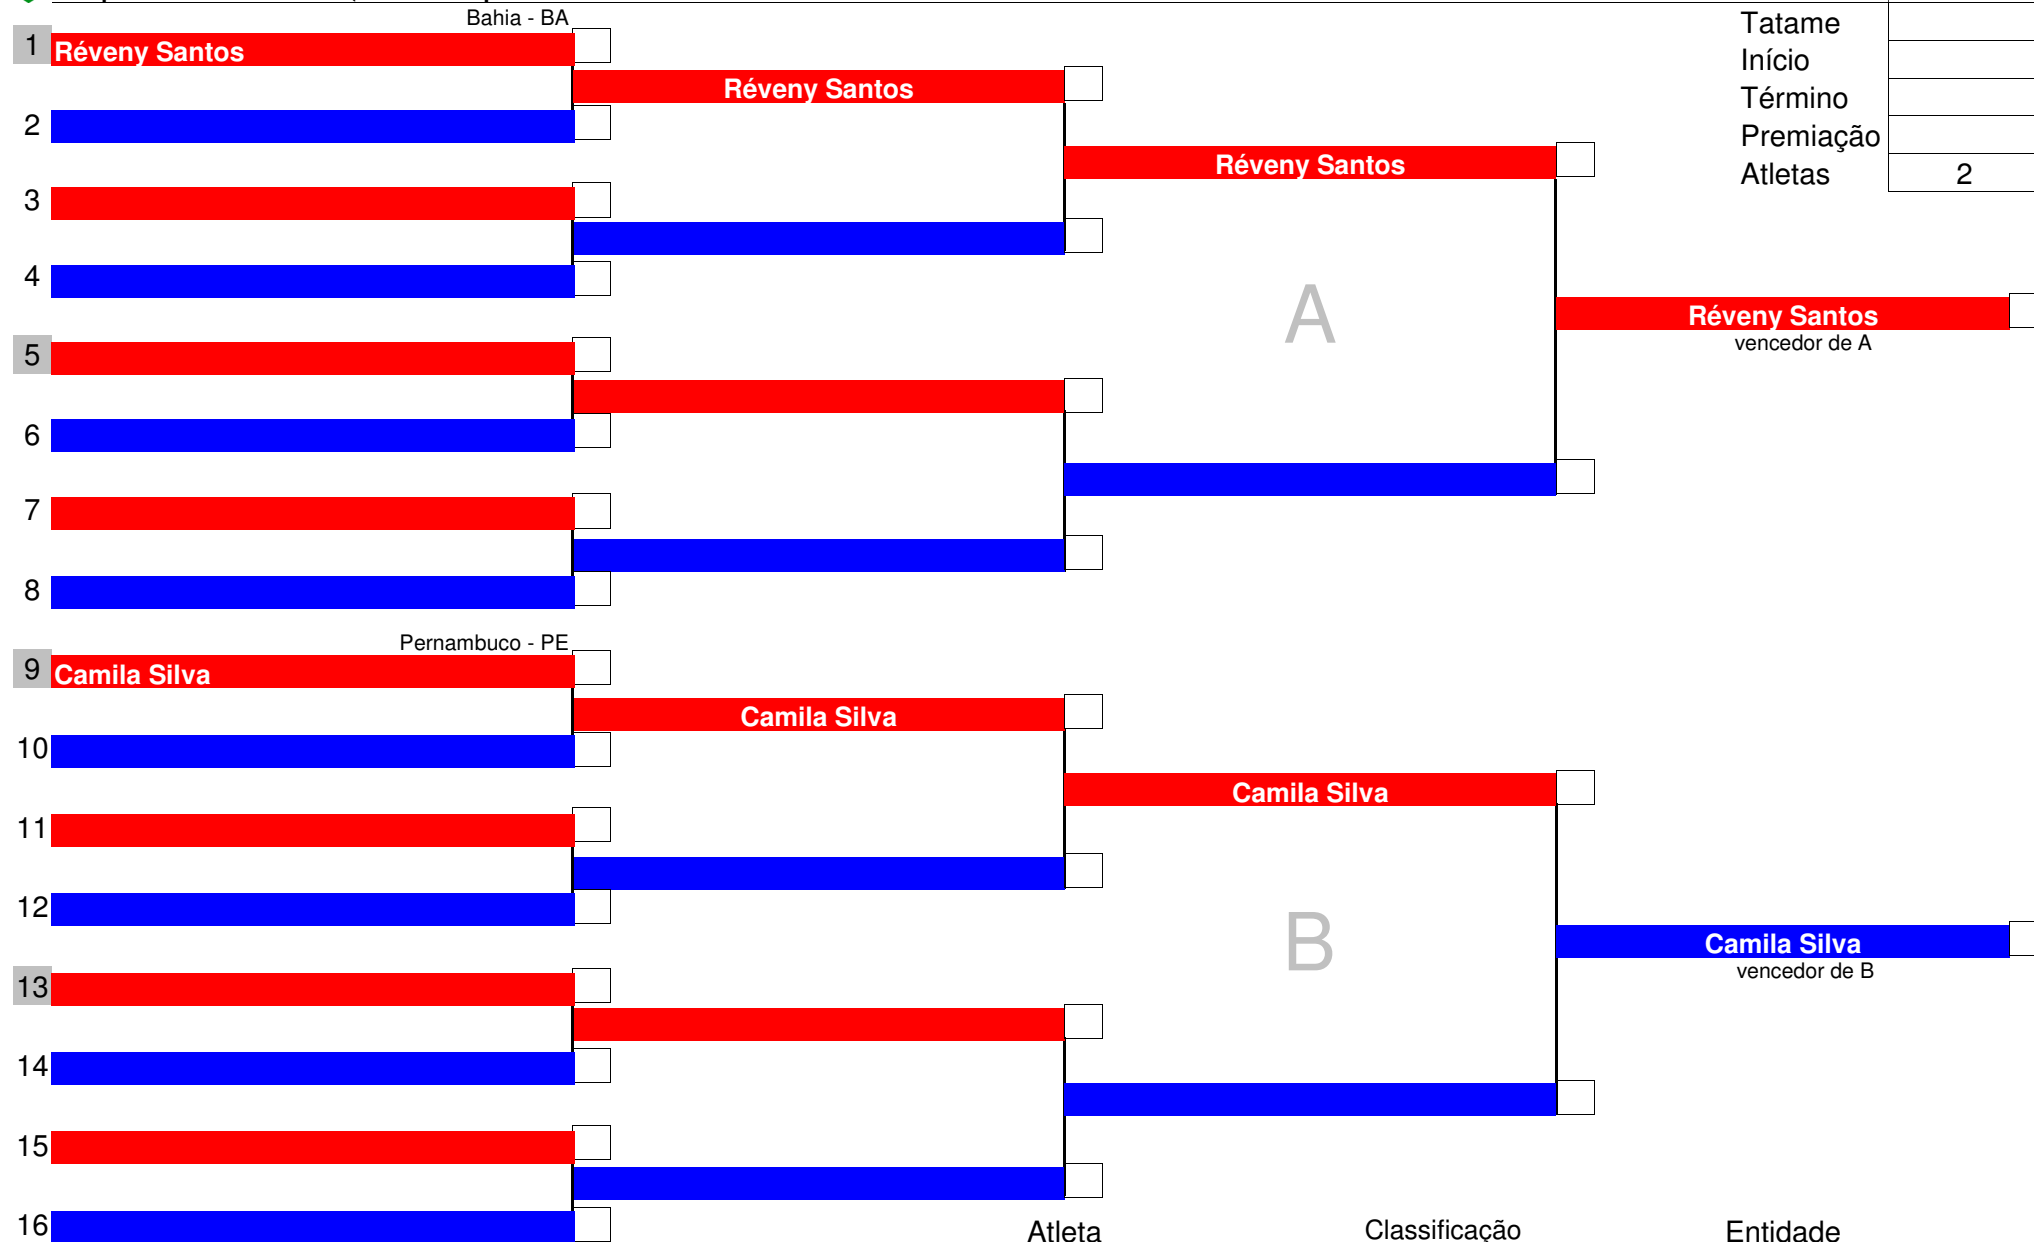 Bahia - BA
Tatame
1 Réveny Santos
Início
Réveny Santos
Término
2
Premiação
Réveny Santos
Atletas 2
3
4
A
Réveny Santos
vencedor de A
5
6
7
8
Pernambuco - PE
9 Camila Silva
Camila Silva
10
Camila Silva
11
12
B
Camila Silva
vencedor de B
13
14
15
16
Atleta Classificação Entidade